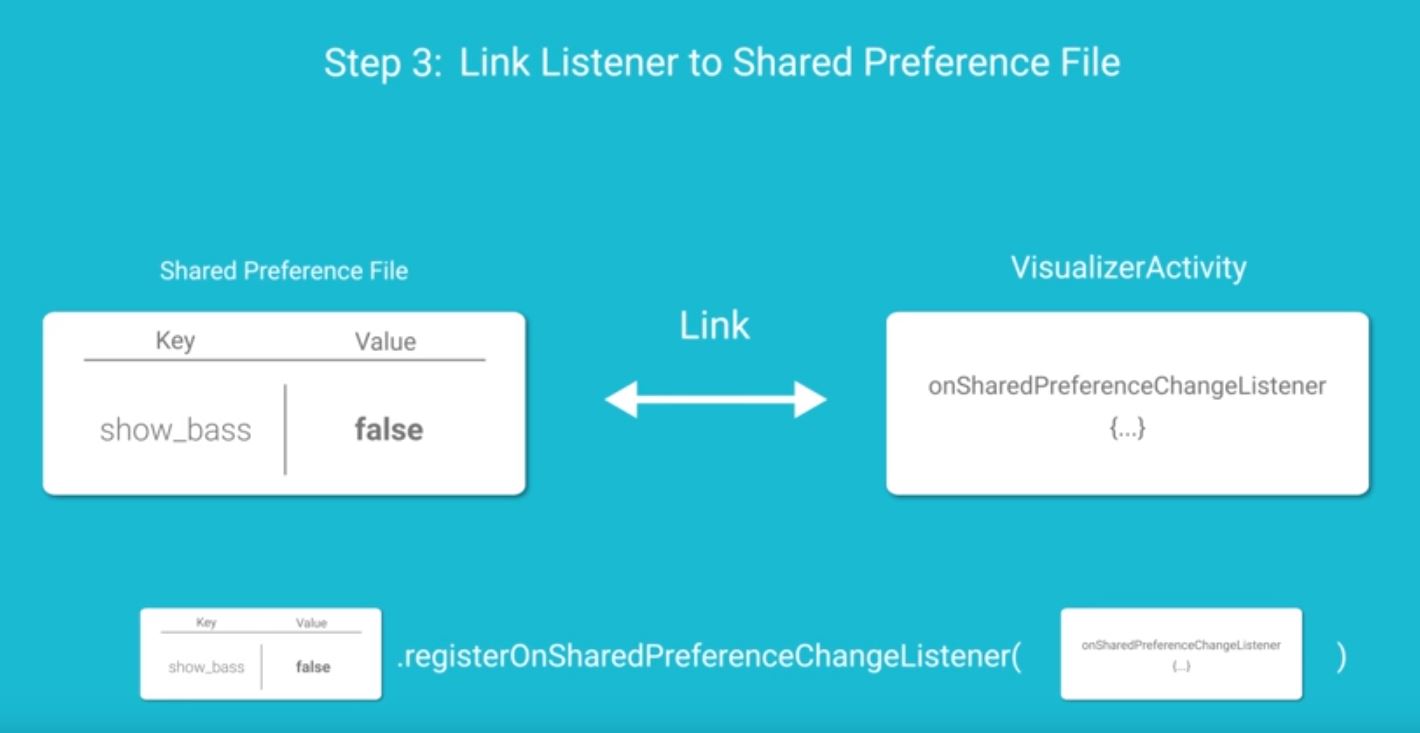 Step 3: Link Listener to Shared Preference File
Shared Preference File
Key Value
show_bass false
Link
VisualizerActivity
onSharedPreferenceChangeListener
{...}
Key Value
show_bass false
.registerOnSharedPreferenceChangeListener(
onSharedPreferenceChangeListener
{...}
)